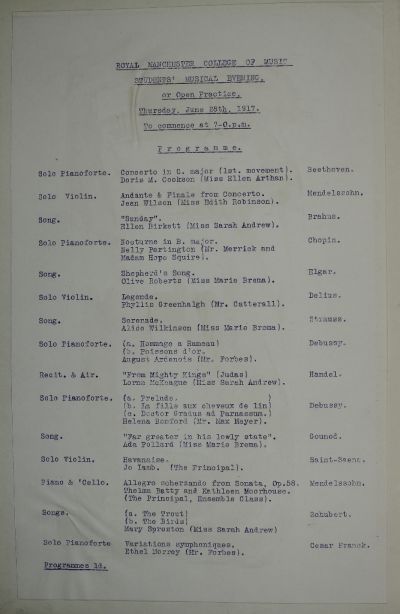 ROYAL MANCHESTER COLLEGE OF MUSIC
STUDENTS' MUSICAL EVENING.
or Open Practice,
Thursday, June 28th, 1917.
To commence at 7-0.p.m.
Programme.
Solo Pianoforte. Concerto in G. major (1st. movement). Beethoven.
Doris M. Cookson (Miss Ellen Arthan).
Solo Violin. Andante & Finale from Concerto. Mendelssohn.
Jean Wilson (Miss Edith Robinson).
Song. "Sunday". Brahms.
Ellen Birkett (Miss Sarah Andrew).
Solo Pianoforte. Nocturne in B. major. Chopin.
Nelly Partington (Mr. Merrick and
Madam Hope Squire).
Song. Shepherd's Song. Elgar.
Clive Roberts (Miss Marie Brema).
Solo Violin. Legende. Delius.
Phyllis Greenhalgh (Mr. Catterall).
Song. Serenade. Strauss.
Alice Wilkinson (Miss Marie Brema).
Solo Pianoforte. (a. Hommage a Rameau) Debussy.
(b. Poissons d'or.
August Ardenois (Mr. Forbes).
Recit. & Air. "From Mighty Kings" (Judas) Handel.
Lorna McKeague (Miss Sarah Andrew).
Solo Pianoforte. (a. Prelude. )
(b. La fille aux cheveux de lin) Debussy.
(c. Doctor Gradus ad Parnassum.)
Helena Bomford (Mr. Max Mayer).
Song. "Far greater in his lowly state". Gounod.
Ada Pollard (Miss Marie Brema).
Solo Violin. Havanaise. Saint-Saens.
Jo Lamb. (The Principal).
Piano & 'Cello. Allegro scherzando from Sonata, Op.58. Mendelssohn.
Thelma Batty and Kathleen Moorhouse.
(The Principal, Ensemble Class).
Songs. (a. The Trout) Schubert.
(b. The Birds)
Mary Sproston (Miss Sarah Andrew)
Solo Pianoforte Variations symphoniques. Cesar Franck.
Ethel Morrey (Mr. Forbes).
Programmes 1d.